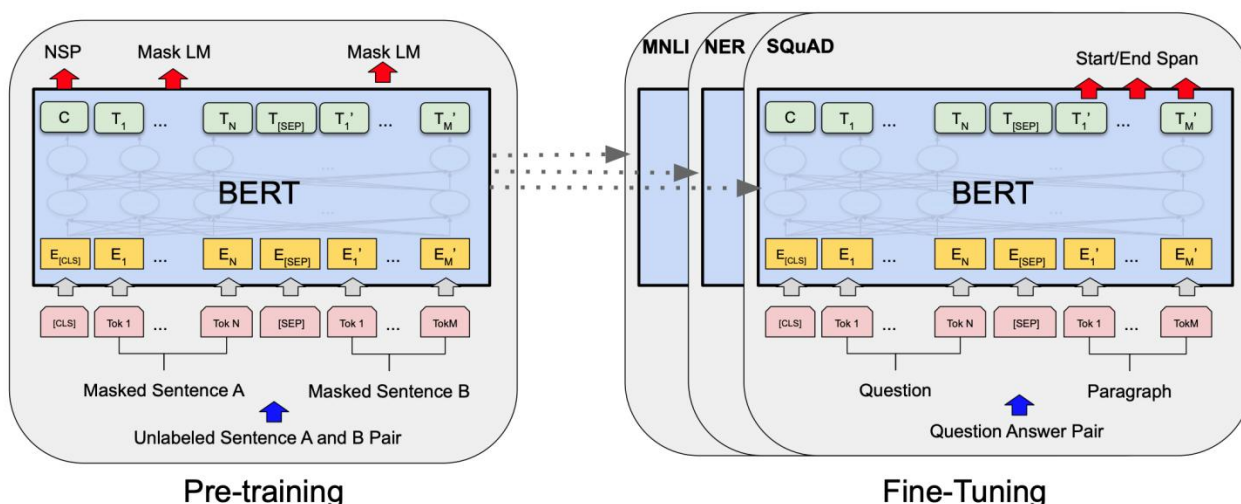 NSP Mask LM Mask LM
C T1 ... TN T[SEP] T1' ... TM'
BERT
...
...
E[CLS] E1 ... EN E[SEP] E1' ... EM'
[CLS] Tok 1 ... Tok N [SEP] Tok 1 ... TokM
Masked Sentence A Masked Sentence B
Unlabeled Sentence A and B Pair
Pre-training
MNLI NER SQuAD
Start/End Span
C T1 ... TN T[SEP] T1' ... TM'
BERT
...
...
E[CLS] E1 ... EN E[SEP] E1' ... EM'
[CLS] Tok 1 ... Tok N [SEP] Tok 1 ... TokM
Question Paragraph
Question Answer Pair
Fine-Tuning